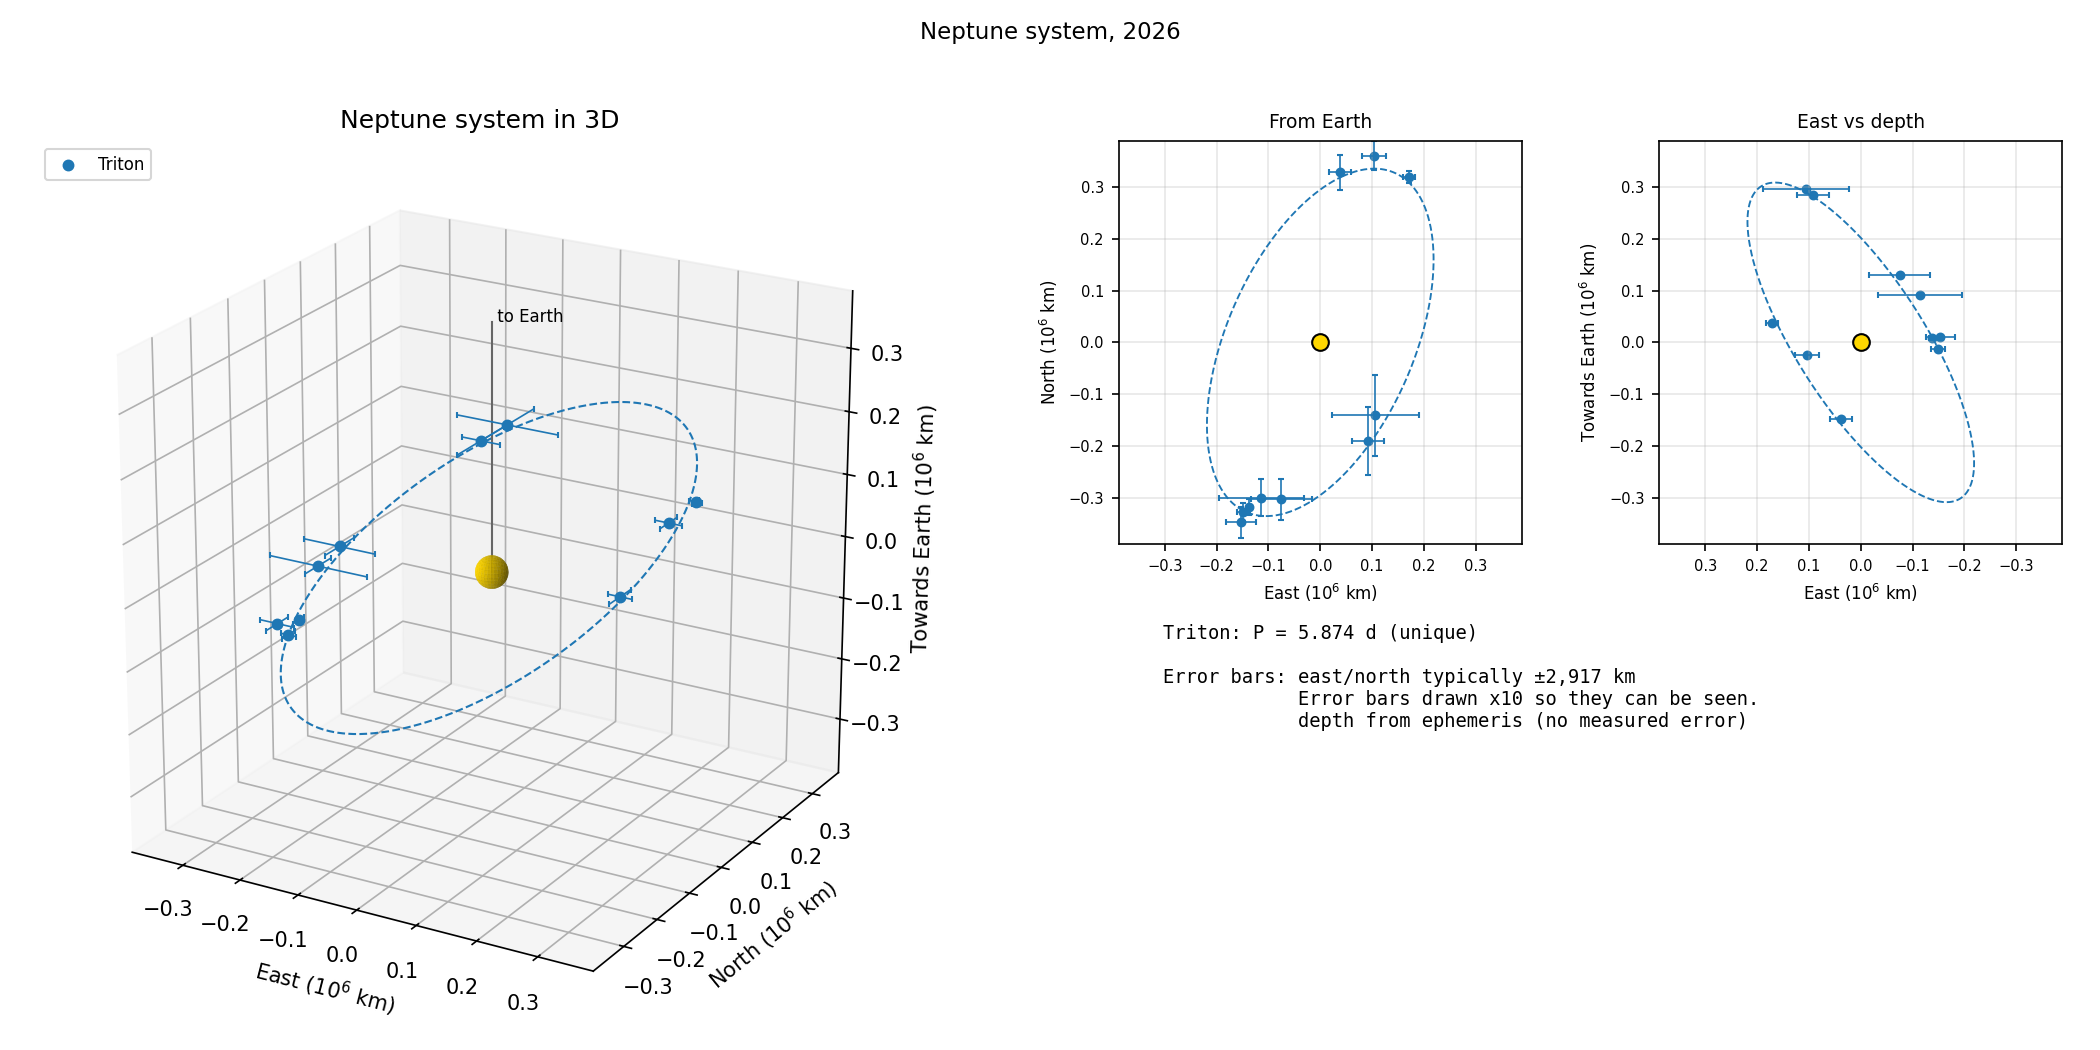 Neptune system, 2026
Neptune system in 3D
Triton
to Earth
0.3
0.2
0.1
0.0
−0.1
−0.2
−0.3
Towards Earth (10⁶ km)
−0.3
−0.2
−0.1
0.0
0.1
0.2
0.3
East (10⁶ km)
0.3
0.2
0.1
0.0
−0.1
−0.2
−0.3
North (10⁶ km)
From Earth
0.3
0.2
0.1
0.0
−0.1
−0.2
−0.3
North (10⁶ km)
−0.3 −0.2 −0.1 0.0 0.1 0.2 0.3
East (10⁶ km)
East vs depth
0.3
0.2
0.1
0.0
−0.1
−0.2
−0.3
Towards Earth (10⁶ km)
0.3 0.2 0.1 0.0 −0.1 −0.2 −0.3
East (10⁶ km)
Triton: P = 5.874 d (unique)
Error bars: east/north typically ±2,917 km
Error bars drawn x10 so they can be seen.
depth from ephemeris (no measured error)